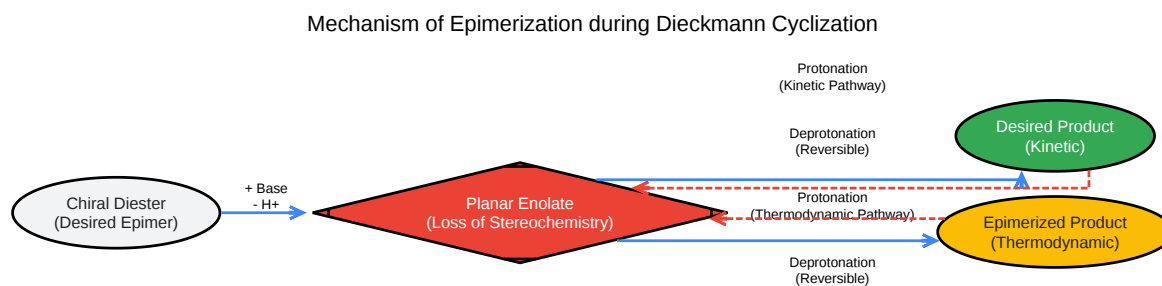 Mechanism of Epimerization during Dieckmann Cyclization
Protonation
(Kinetic Pathway)
Desired Product
(Kinetic)
Deprotonation
(Reversible)
+ Base
- H+
Chiral Diester
(Desired Epimer)
Planar Enolate
(Loss of Stereochemistry)
Protonation
(Thermodynamic Pathway)
Epimerized Product
(Thermodynamic)
Deprotonation
(Reversible)